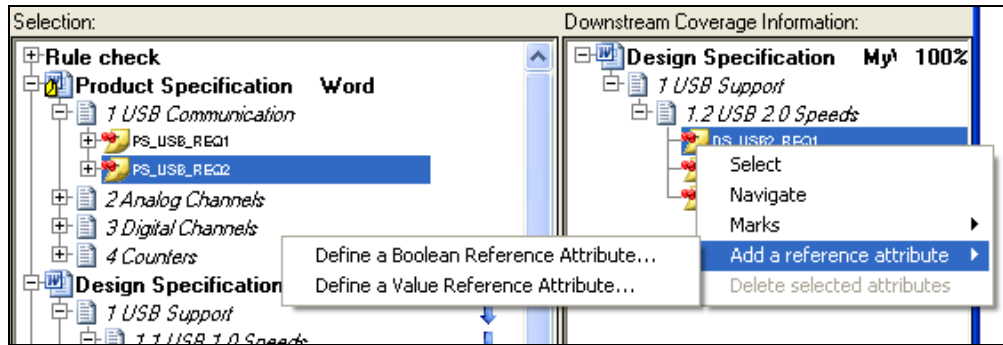 Selection:
Rule check
Product Specification Word
1 USB Communication
PS_USB_REQ1
PS_USB_REQ2
2 Analog Channels
3 Digital Channels
4 Counters
Design Specification
1 USB Support
1.1 USB 1.0 Speeds
Downstream Coverage Information:
Design Specification My 100%
1 USB Support
1.2 USB 2.0 Speeds
DS_USB2_REQ1
Select
Navigate
Marks
Add a reference attribute
Delete selected attributes
Define a Boolean Reference Attribute...
Define a Value Reference Attribute...